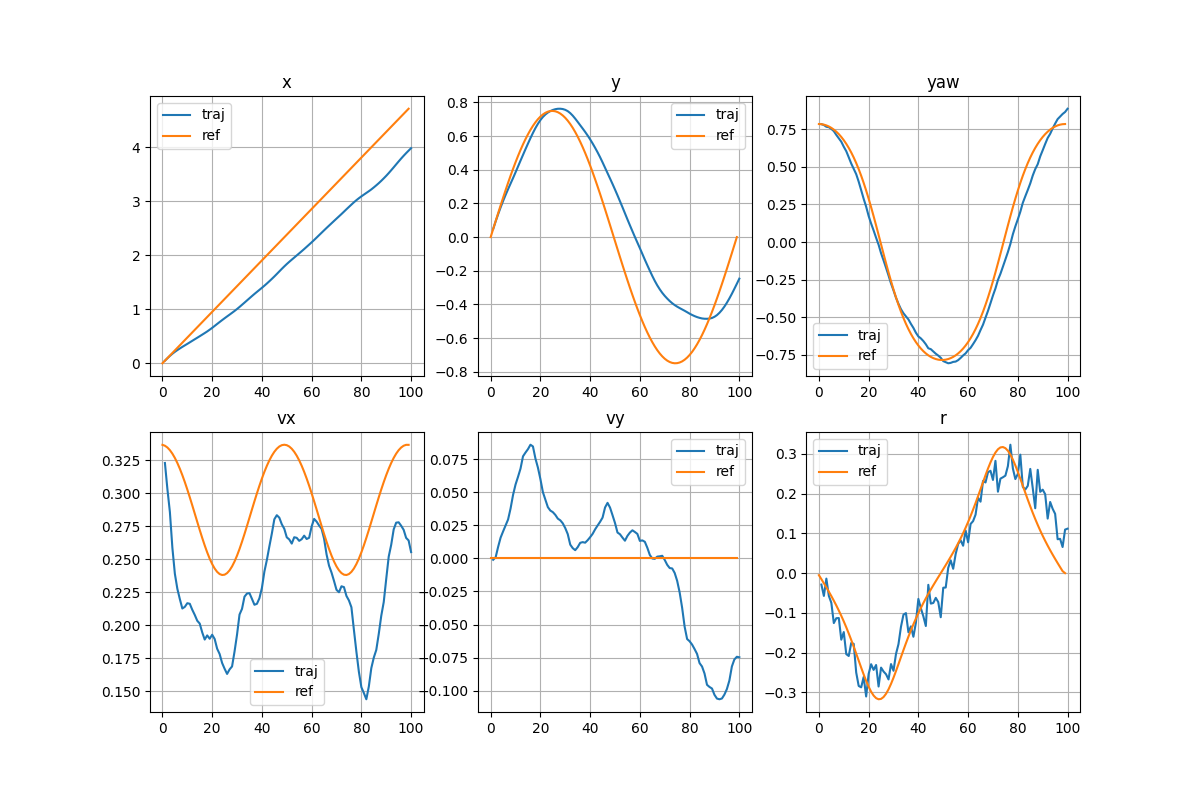 x
traj
ref
4
3
2
1
0
0 20 40 60 80 100
y
traj
ref
0.8
0.6
0.4
0.2
0.0
−0.2
−0.4
−0.6
−0.8
0 20 40 60 80 100
yaw
0.75
0.50
0.25
0.00
−0.25
−0.50
−0.75
traj
ref
0 20 40 60 80 100
vx
0.325
0.300
0.275
0.250
0.225
0.200
0.175
0.150
traj
ref
0 20 40 60 80 100
vy
traj
ref
0.075
0.050
0.025
0.000
−0.025
−0.050
−0.075
−0.100
0 20 40 60 80 100
r
traj
ref
0.3
0.2
0.1
0.0
−0.1
−0.2
−0.3
0 20 40 60 80 100